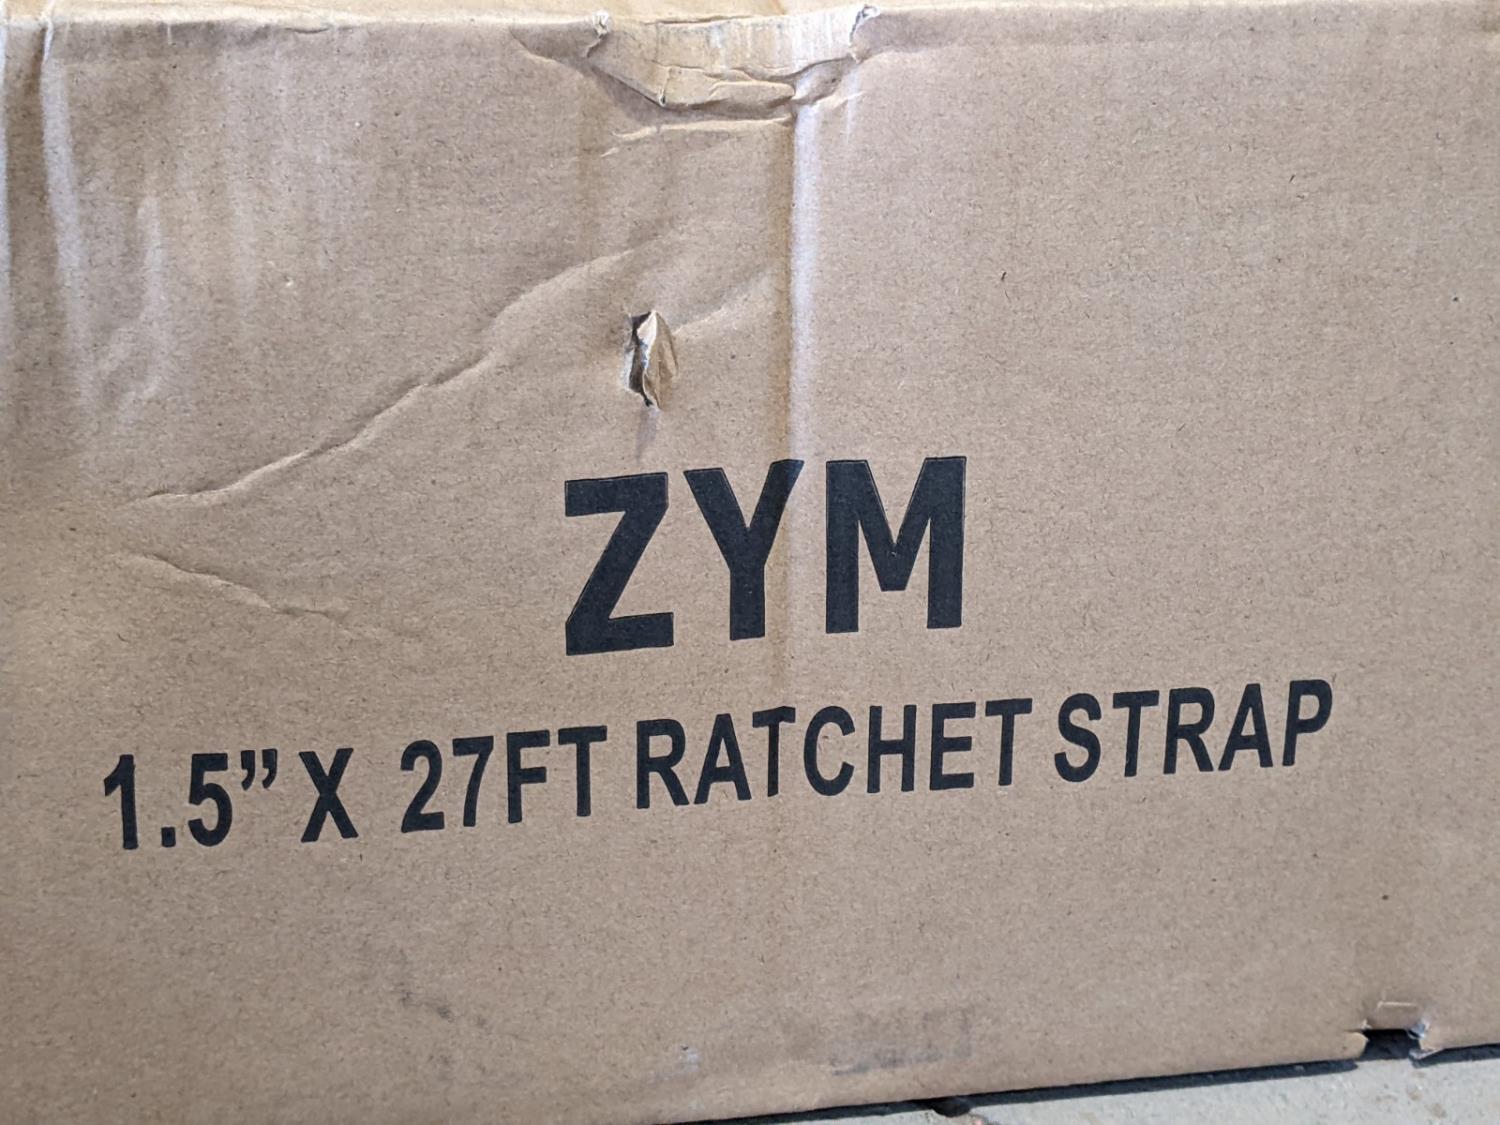 ZYM
1.5”X 27FT RATCHET STRAP